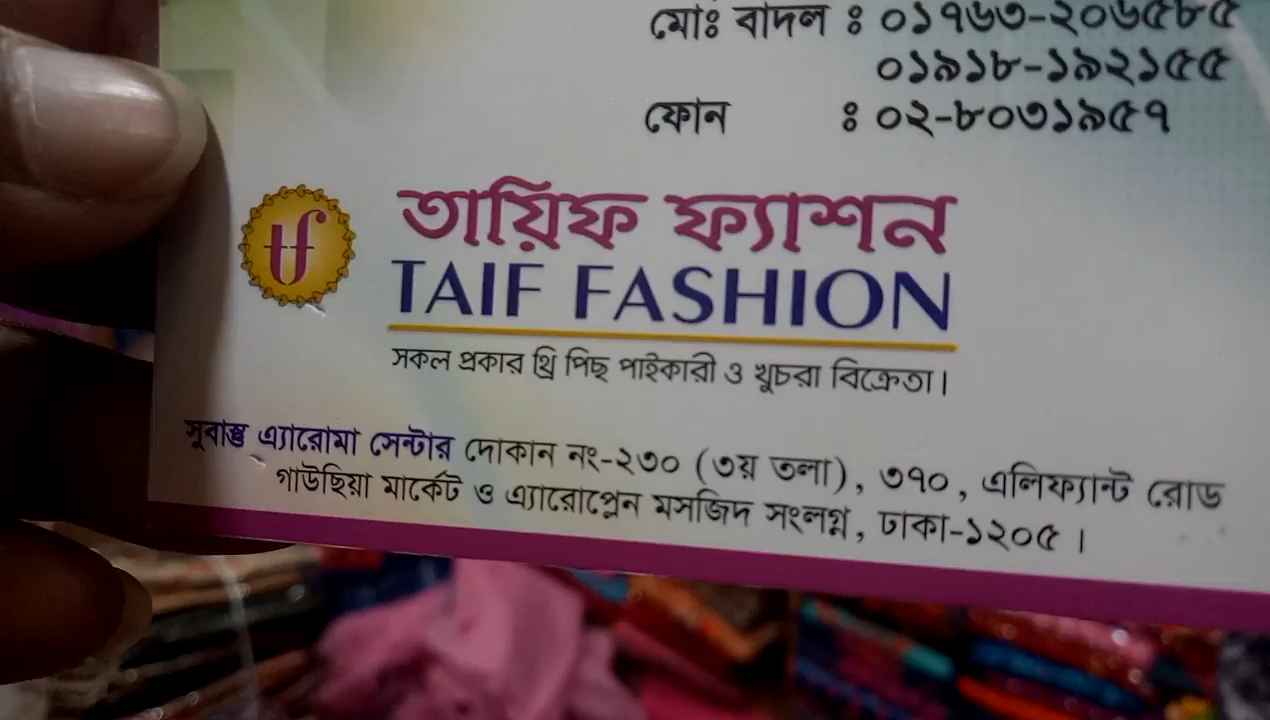 মোঃ বাদল : ০১৭৬৩-২০৬৫৮৫
০১৯১৮-১৯২১৫৫
ফোন : ০২-৮০৩১৯৫৭
tf
তায়িফ ফ্যাশন
TAIF FASHION
সকল প্রকার থ্রি পিছ পাইকারী ও খুচরা বিক্রেতা।
সুবাস্তু এ্যারোমা সেন্টার দোকান নং-২৩০ (৩য় তলা), ৩৭০, এলিফ্যান্ট রোড
গাউছিয়া মার্কেট ও এ্যারোপ্লেন মসজিদ সংলগ্ন, ঢাকা-১২০৫।